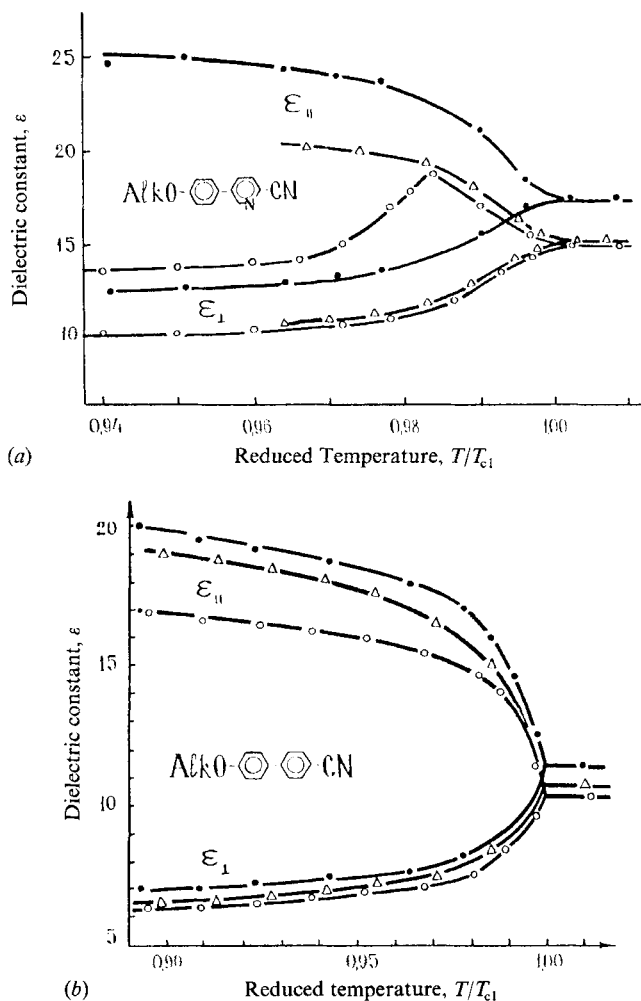 Dielectric constant, ε
25
20
15
10
ε∥
AlkO- -CN
N
ε⊥
0,94 0,96 0,98 1,00
(a) Reduced Temperature, T/Tc1
Dielectric constant, ε
20
15
10
5
ε∥
AlkO- -CN
ε⊥
0,90 0,95 1,00
(b) Reduced temperature, T/Tc1